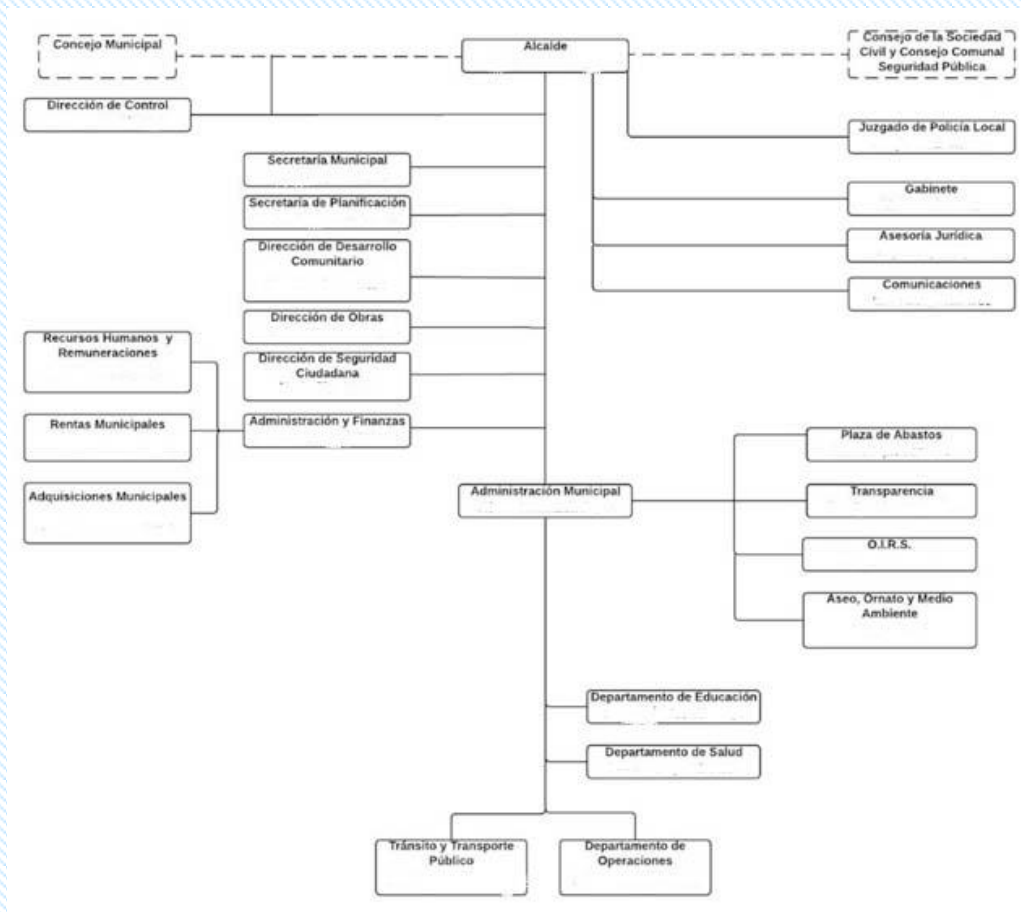 Concejo Municipal
Alcalde
Consejo de la Sociedad
Civil y Consejo Comunal
Seguridad Pública
Dirección de Control
Juzgado de Policía Local
Secretaría Municipal
Gabinete
Secretaría de Planificación
Asesoría Jurídica
Dirección de Desarrollo
Comunitario
Comunicaciones
Dirección de Obras
Recursos Humanos y
Remuneraciones
Dirección de Seguridad
Ciudadana
Rentas Municipales
Administración y Finanzas
Plaza de Abastos
Adquisiciones Municipales
Administración Municipal
Transparencia
O.I.R.S.
Aseo, Ornato y Medio
Ambiente
Departamento de Educación
Departamento de Salud
Tránsito y Transporte
Público
Departamento de
Operaciones